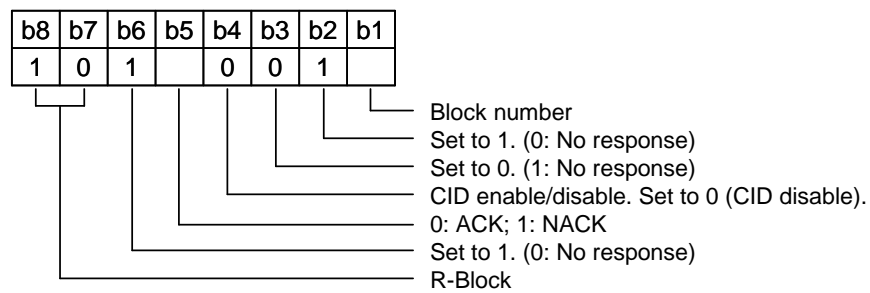 b8 b7 b6 b5 b4 b3 b2 b1
1 0 1 0 0 1
Block number
Set to 1. (0: No response)
Set to 0. (1: No response)
CID enable/disable. Set to 0 (CID disable).
0: ACK; 1: NACK
Set to 1. (0: No response)
R-Block